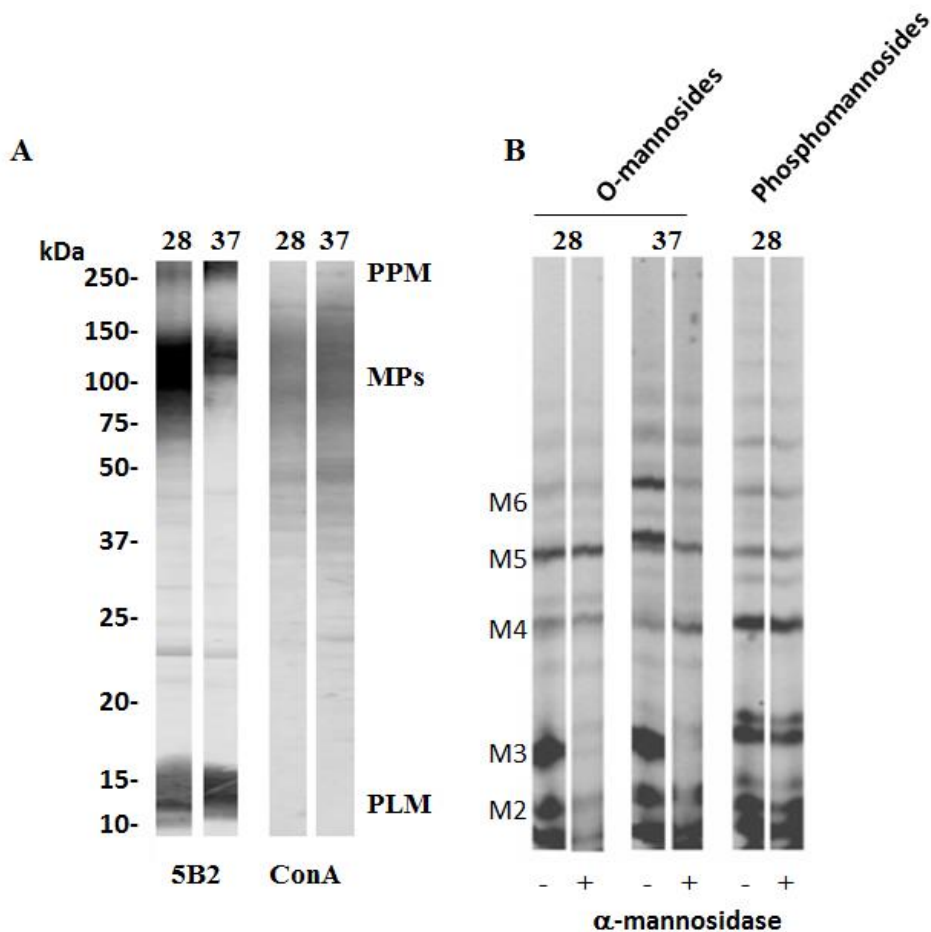 A
B
O-mannosides
Phosphomannosides
kDa
28 37 28 37
28 37 28
250-
150-
100-
75-
50-
37-
25-
20-
15-
10-
PPM
MPs
PLM
M6
M5
M4
M3
M2
5B2 ConA
- + - + - +
α-mannosidase